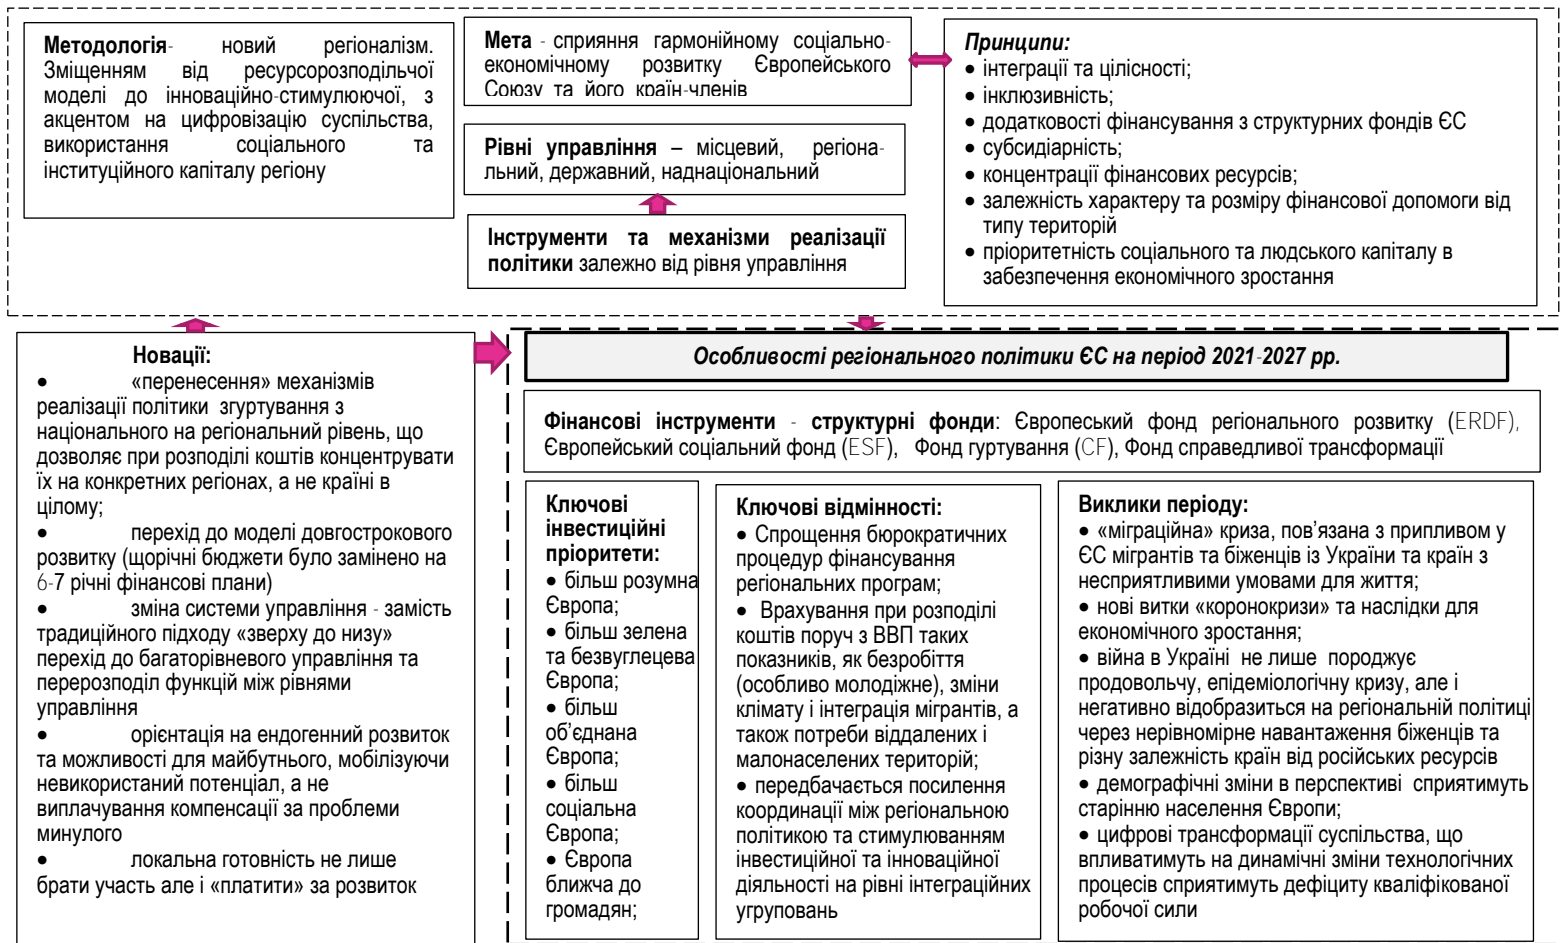 Методологія- новий регіоналізм.
Зміщенням від ресурсорозподільчої
моделі до інноваційно-стимулюючої, з
акцентом на цифровізацію суспільства,
використання соціального та
інституційного капіталу регіону
Мета - сприяння гармонійному соціально-
економічному розвитку Європейського
Союзу та його країн-членів
Рівні управління – місцевий, регіона-
льний, державний, наднаціональний
Інструменти та механізми реалізації
політики залежно від рівня управління
Принципи:
• інтеграції та цілісності;
• інклюзивність;
• додатковості фінансування з структурних фондів ЄС
• субсидіарність;
• концентрації фінансових ресурсів;
• залежність характеру та розміру фінансової допомоги від
типу територій
• пріоритетність соціального та людського капіталу в
забезпечення економічного зростання
Новації:
• «перенесення» механізмів
реалізації політики згуртування з
національного на регіональний рівень, що
дозволяє при розподілі коштів концентрувати
їх на конкретних регіонах, а не країні в
цілому;
• перехід до моделі довгострокового
розвитку (щорічні бюджети було замінено на
6-7 річні фінансові плани)
• зміна системи управління - замість
традиційного підходу «зверху до низу»
перехід до багаторівневого управління та
перерозподіл функцій між рівнями
управління
• орієнтація на ендогенний розвиток
та можливості для майбутнього, мобілізуючи
невикористаний потенціал, а не
виплачування компенсації за проблеми
минулого
• локальна готовність не лише
брати участь але і «платити» за розвиток
Особливості регіонального політики ЄС на період 2021-2027 рр.
Фінансові інструменти - структурні фонди: Європеський фонд регіонального розвитку (ERDF),
Європейський соціальний фонд (ESF), Фонд гуртування (CF), Фонд справедливої трансформації
Ключові
інвестиційні
пріоритети:
• більш розумна
Європа;
• більш зелена
та безвуглецева
Європа;
• більш
об’єднана
Європа;
• більш
соціальна
Європа;
• Європа
ближча до
громадян;
Ключові відмінності:
• Спрощення бюрократичних
процедур фінансування
регіональних програм;
• Врахування при розподілі
коштів поруч з ВВП таких
показників, як безробіття
(особливо молодіжне), зміни
клімату і інтеграція мігрантів, а
також потреби віддалених і
малонаселених територій;
• передбачається посилення
координації між регіональною
політикою та стимулюванням
інвестиційної та інноваційної
діяльності на рівні інтеграційних
угруповань
Виклики періоду:
• «міграційна» криза, пов’язана з припливом у
ЄС мігрантів та біженців із України та країн з
несприятливими умовами для життя;
• нові витки «коронокризи» та наслідки для
економічного зростання;
• війна в Україні не лише породжує
продовольчу, епідеміологічну кризу, але і
негативно відобразиться на регіональній політиці
через нерівномірне навантаження біженців та
різну залежність країн від російських ресурсів
• демографічні зміни в перспективі сприятимуть
старінню населення Європи;
• цифрові трансформації суспільства, що
впливатимуть на динамічні зміни технологічних
процесів сприятимуть дефіциту кваліфікованої
робочої сили